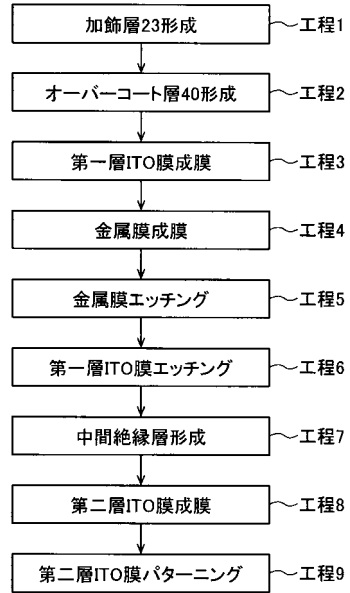 加飾層23形成 工程1
オーバーコート層40形成 工程2
第一層ITO膜成膜 工程3
金属膜成膜 工程4
金属膜エッチング 工程5
第一層ITO膜エッチング 工程6
中間絶縁層形成 工程7
第二層ITO膜成膜 工程8
第二層ITO膜パターニング 工程9